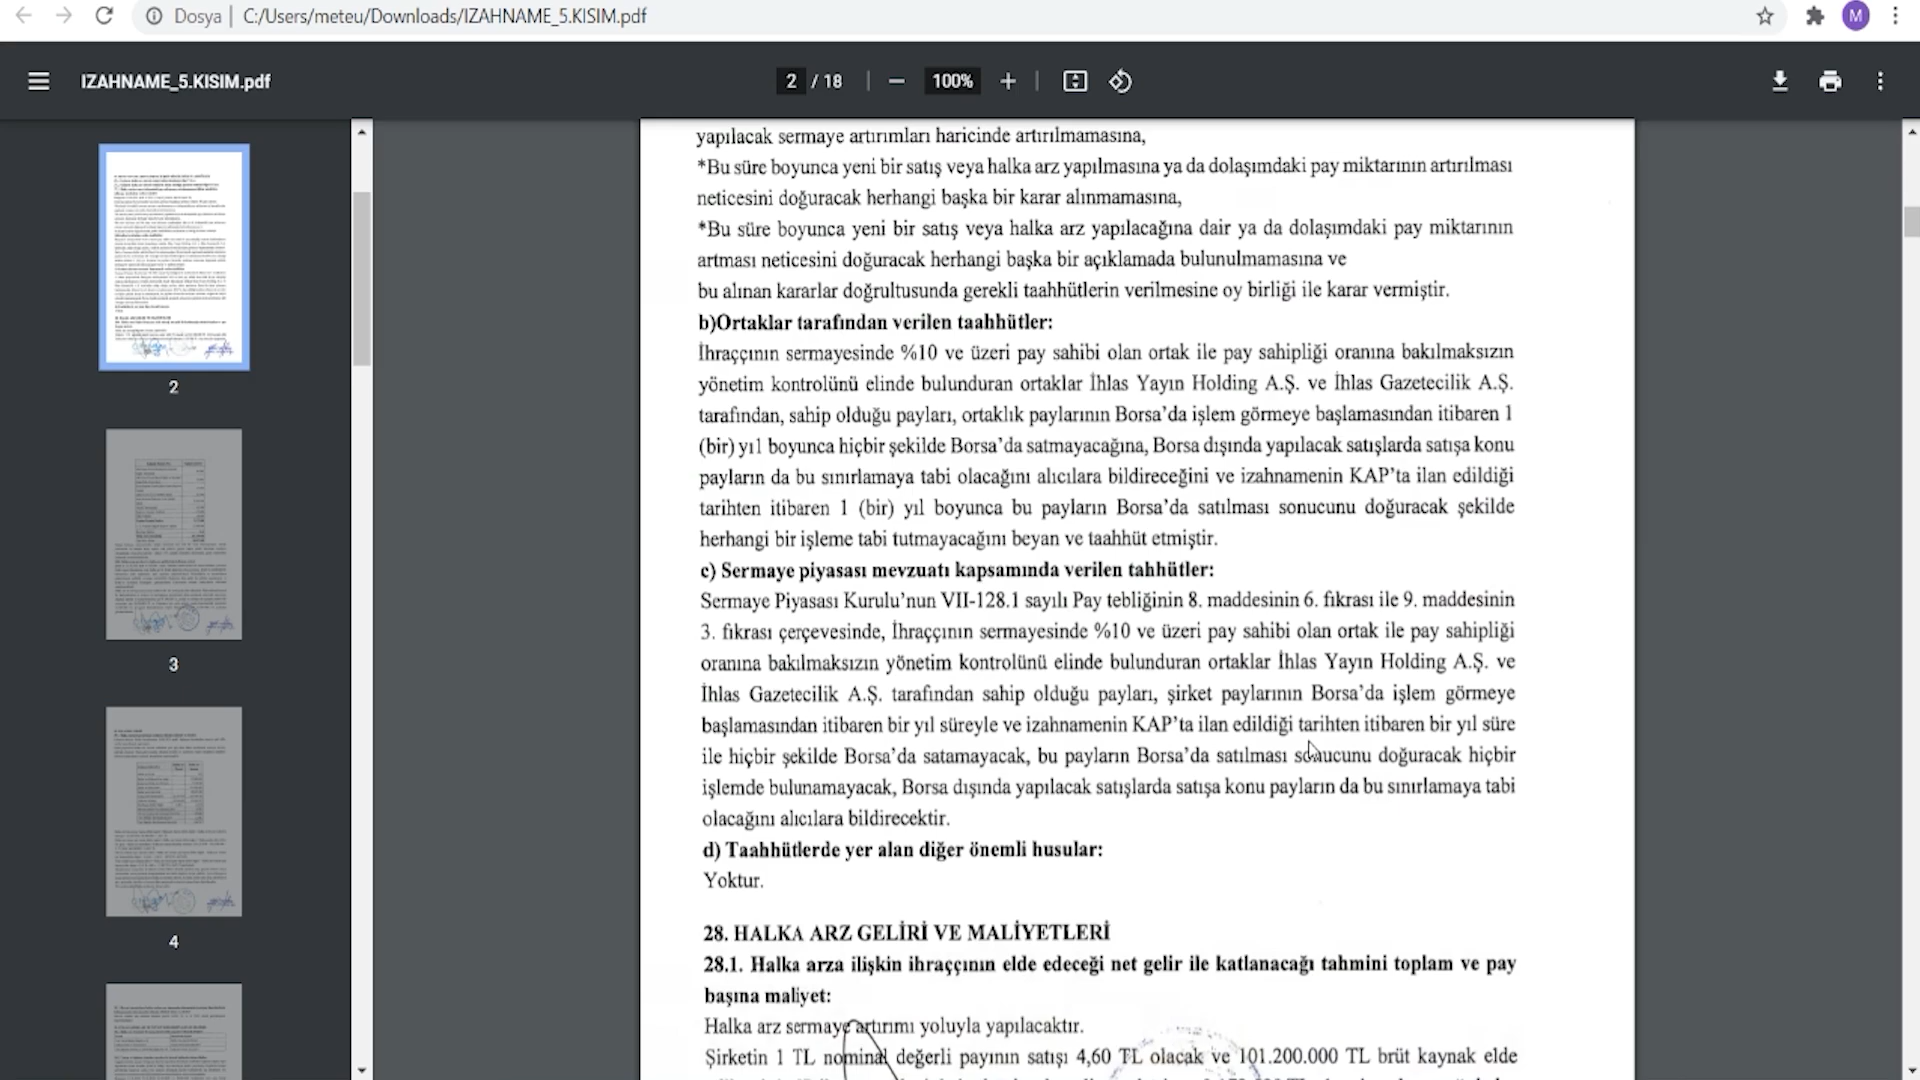 Dosya | C:/Users/meteu/Downloads/IZAHNAME_5.KISIM.pdf
M
IZAHNAME_5.KISIM.pdf
2 / 18
100%
2
3
4
yapılacak sermaye artırımları haricinde artırılmamasına,
*Bu süre boyunca yeni bir satış veya halka arz yapılmasına ya da dolaşımdaki pay miktarının artırılması
neticesini doğuracak herhangi başka bir karar alınmamasına,
*Bu süre boyunca yeni bir satış veya halka arz yapılacağına dair ya da dolaşımdaki pay miktarının
artması neticesini doğuracak herhangi başka bir açıklamada bulunulmamasına ve
bu alınan kararlar doğrultusunda gerekli taahhütlerin verilmesine oy birliği ile karar vermiştir.
b)Ortaklar tarafından verilen taahhütler:
İhraççının sermayesinde %10 ve üzeri pay sahibi olan ortak ile pay sahipliği oranına bakılmaksızın
yönetim kontrolünü elinde bulunduran ortaklar İhlas Yayın Holding A.Ş. ve İhlas Gazetecilik A.Ş.
tarafından, sahip olduğu payları, ortaklık paylarının Borsa’da işlem görmeye başlamasından itibaren 1
(bir) yıl boyunca hiçbir şekilde Borsa’da satmayacağına, Borsa dışında yapılacak satışlarda satışa konu
payların da bu sınırlamaya tabi olacağını alıcılara bildireceğini ve izahnamenin KAP’ta ilan edildiği
tarihten itibaren 1 (bir) yıl boyunca bu payların Borsa’da satılması sonucunu doğuracak şekilde
herhangi bir işleme tabi tutmayacağını beyan ve taahhüt etmiştir.
c) Sermaye piyasası mevzuatı kapsamında verilen tahhütler:
Sermaye Piyasası Kurulu’nun VII-128.1 sayılı Pay tebliğinin 8. maddesinin 6. fıkrası ile 9. maddesinin
3. fıkrası çerçevesinde, İhraççının sermayesinde %10 ve üzeri pay sahibi olan ortak ile pay sahipliği
oranına bakılmaksızın yönetim kontrolünü elinde bulunduran ortaklar İhlas Yayın Holding A.Ş. ve
İhlas Gazetecilik A.Ş. tarafından sahip olduğu payları, şirket paylarının Borsa’da işlem görmeye
başlamasından itibaren bir yıl süreyle ve izahnamenin KAP’ta ilan edildiği tarihten itibaren bir yıl süre
ile hiçbir şekilde Borsa’da satamayacak, bu payların Borsa’da satılması sonucunu doğuracak hiçbir
işlemde bulunamayacak, Borsa dışında yapılacak satışlarda satışa konu payların da bu sınırlamaya tabi
olacağını alıcılara bildirecektir.
d) Taahhütlerde yer alan diğer önemli husular:
Yoktur.
28. HALKA ARZ GELİRİ VE MALİYETLERİ
28.1. Halka arza ilişkin ihraççının elde edeceği net gelir ile katlanacağı tahmini toplam ve pay
başına maliyet:
Halka arz sermaye artırımı yoluyla yapılacaktır.
Şirketin 1 TL nominal değerli payının satışı 4,60 TL olacak ve 101.200.000 TL brüt kaynak elde